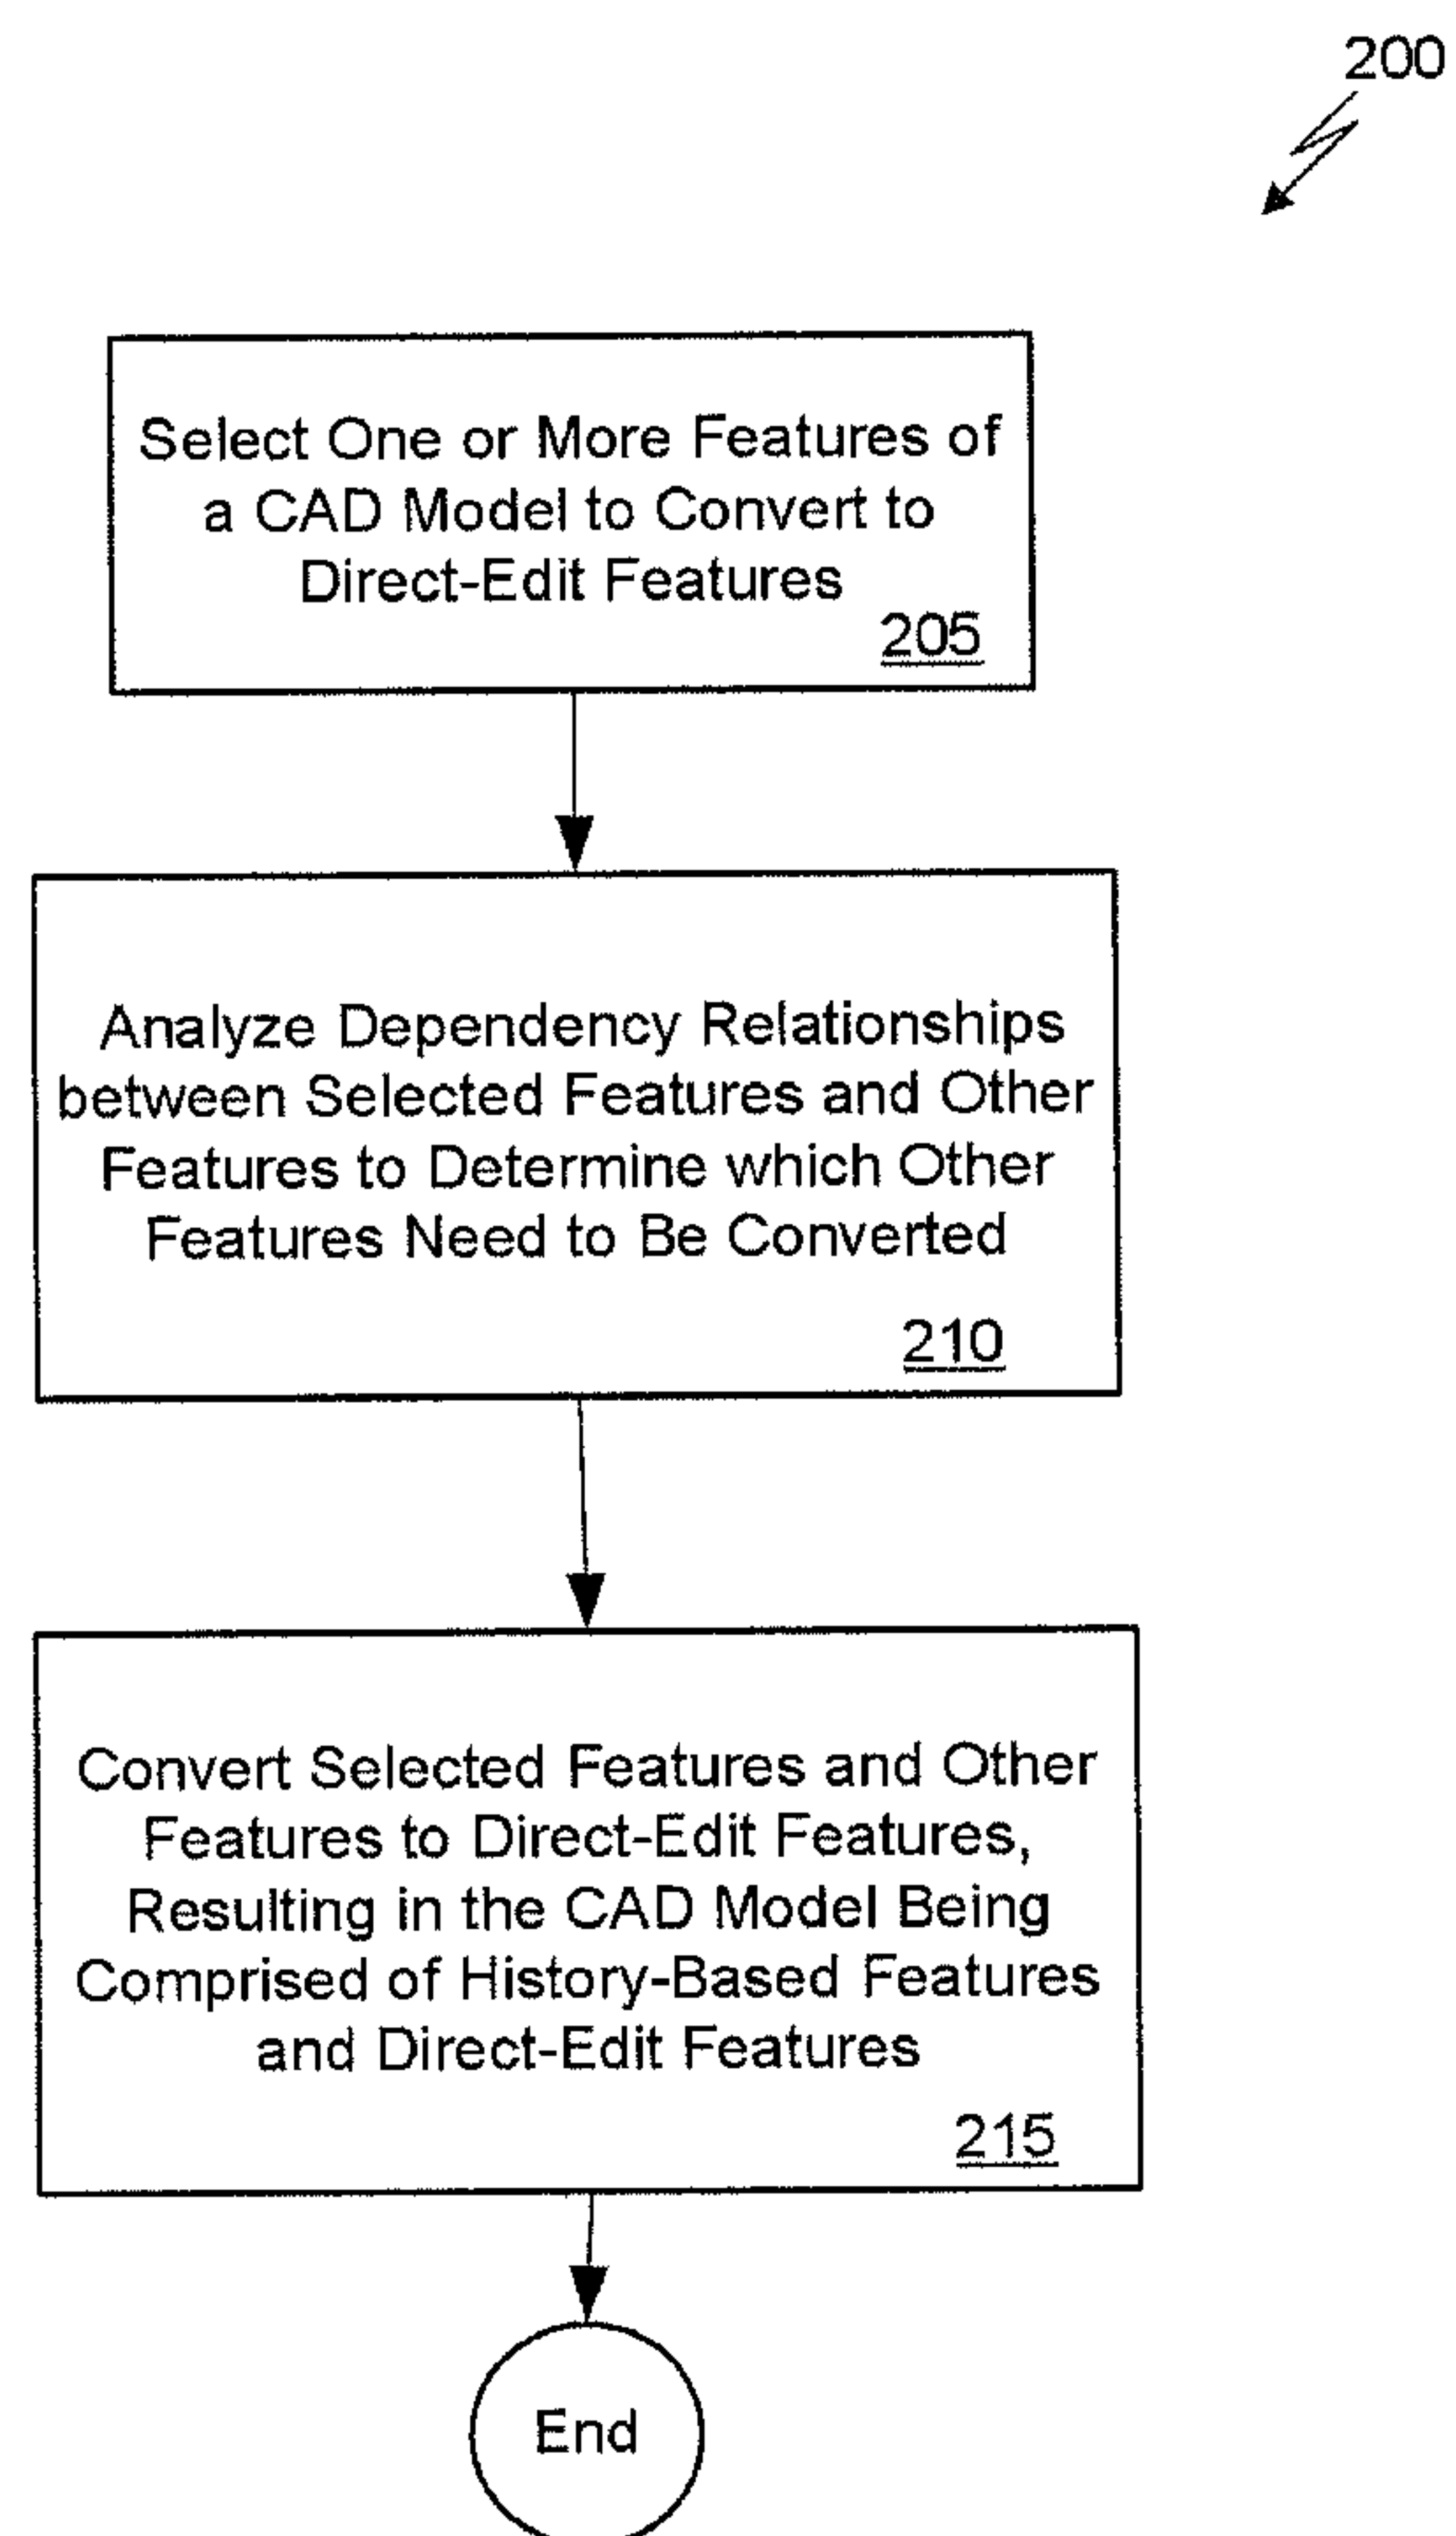 200
Select One or More Features of
a CAD Model to Convert to
Direct-Edit Features
205
Analyze Dependency Relationships
between Selected Features and Other
Features to Determine which Other
Features Need to Be Converted
210
Convert Selected Features and Other
Features to Direct-Edit Features,
Resulting in the CAD Model Being
Comprised of History-Based Features
and Direct-Edit Features
215
End